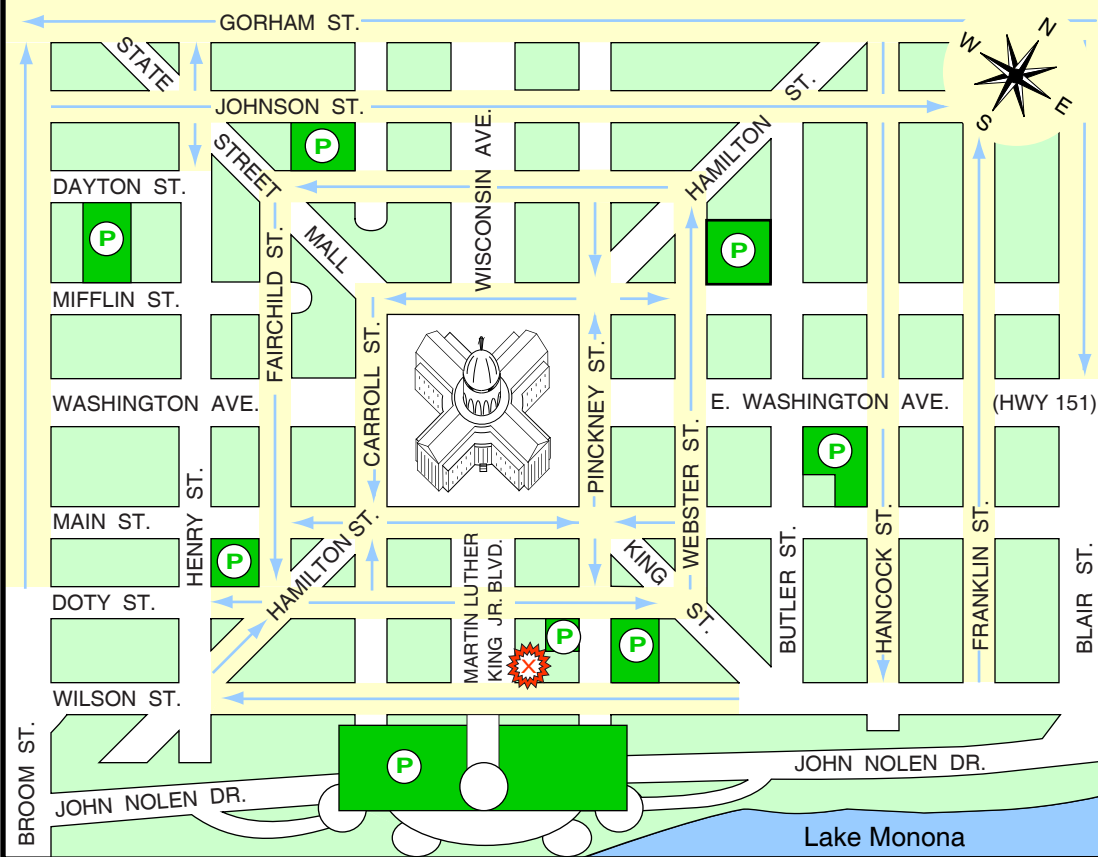 GORHAM ST.
N
W
E
S
STATE
ST.
JOHNSON ST.
P
STREET
WISCONSIN AVE.
HAMILTON
DAYTON ST.
P
MALL
P
FAIRCHILD ST.
MIFFLIN ST.
CARROLL ST.
PINCKNEY ST.
WASHINGTON AVE.
E. WASHINGTON AVE.
(HWY 151)
P
HENRY ST.
WEBSTER ST.
MAIN ST.
HAMILTON ST.
P
MARTIN LUTHER
KING JR. BLVD.
KING
ST.
BUTLER ST.
HANCOCK ST.
FRANKLIN ST.
BLAIR ST.
DOTY ST.
P
P
X
WILSON ST.
BROOM ST.
P
JOHN NOLEN DR.
JOHN NOLEN DR.
Lake Monona